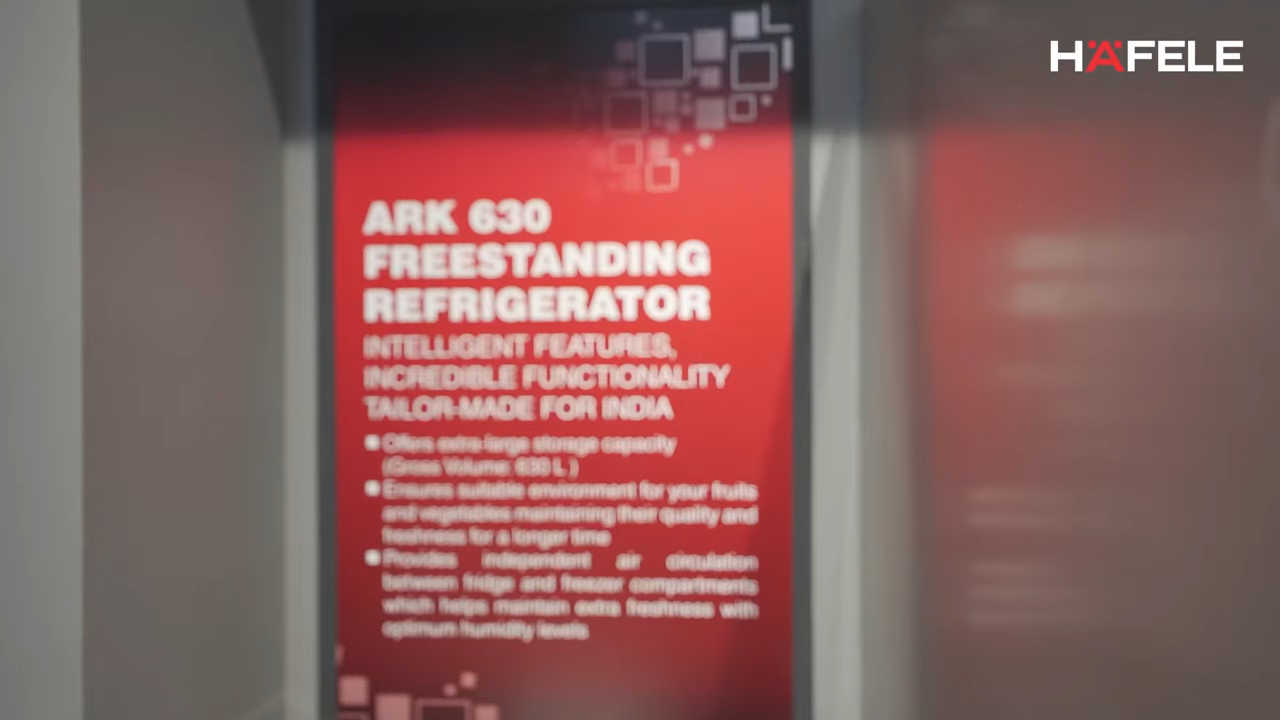 HÄFELE
ARK 630
FREESTANDING
REFRIGERATOR
INTELLIGENT FEATURES,
INCREDIBLE FUNCTIONALITY
TAILOR-MADE FOR INDIA
Offers extra large storage capacity
(Gross Volume: 630 L)
Ensures suitable environment for your fruits
and vegetables maintaining their quality and
freshness for a longer time
Provides independent air circulation
between fridge and freezer compartments
which helps maintain extra freshness with
optimum humidity levels